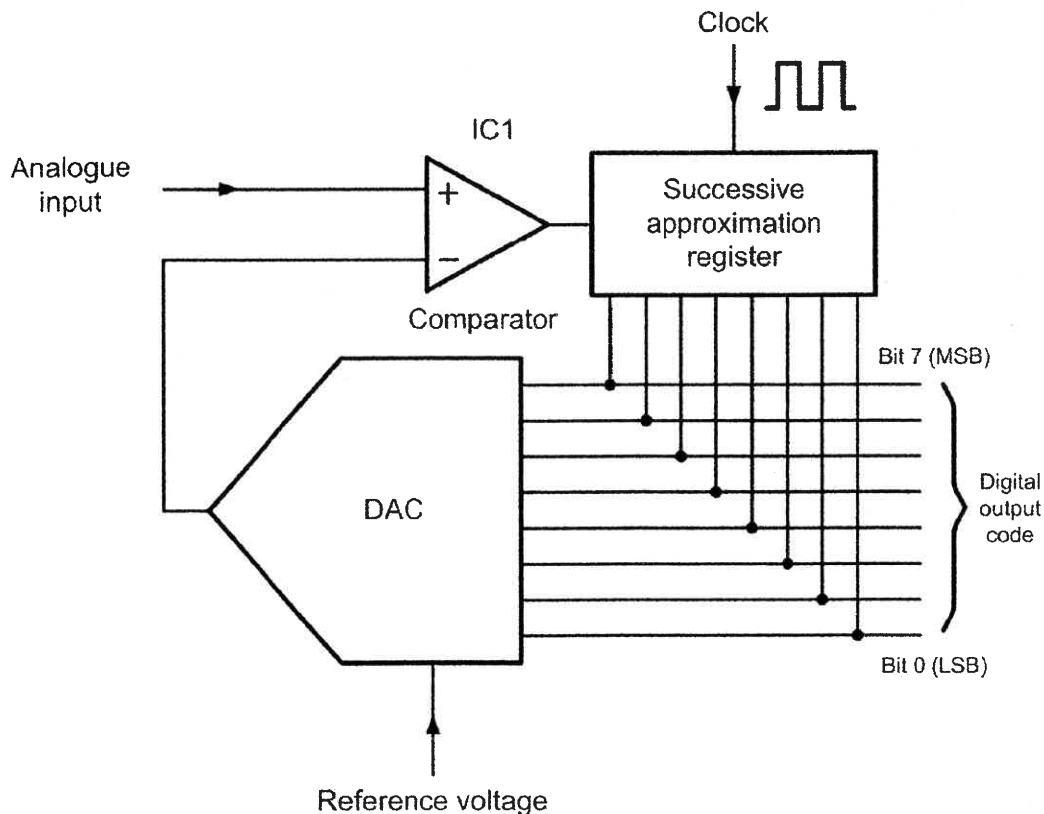 Clock
IC1
Analogue
input
+
−
Successive
approximation
register
Comparator
Bit 7 (MSB)
DAC
Digital
output
code
Bit 0 (LSB)
Reference voltage